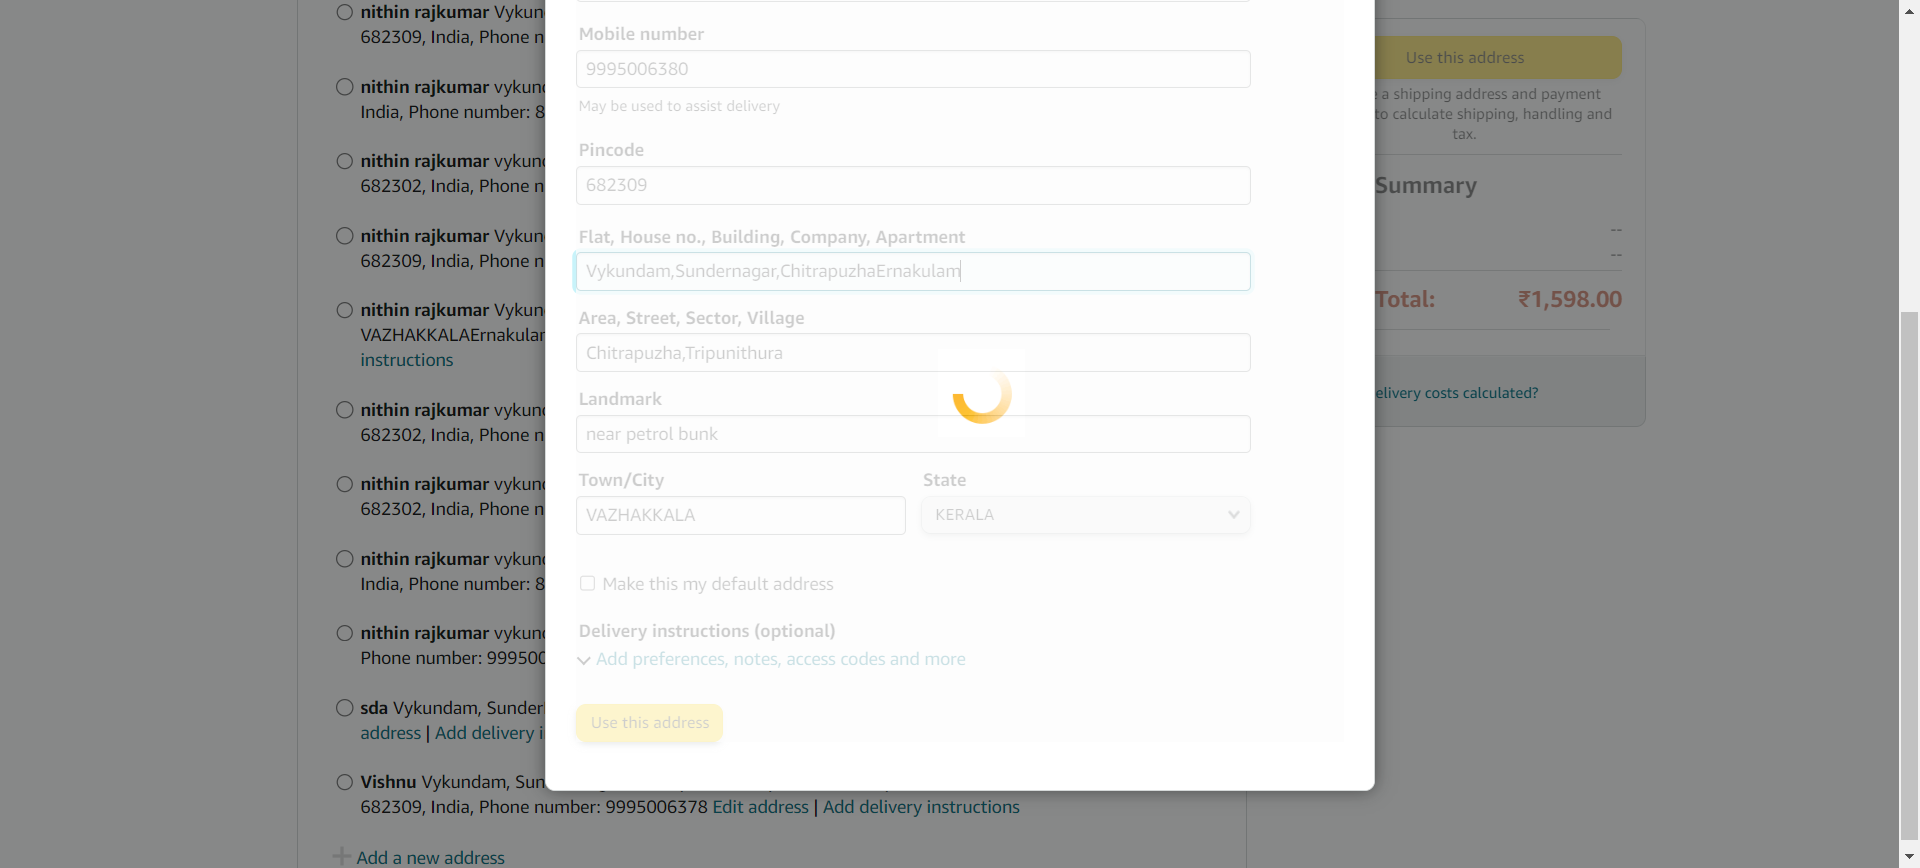 nithin rajkumar Vykun
682309, India, Phone n
nithin rajkumar vykund
India, Phone number: 8
nithin rajkumar vykund
682302, India, Phone n
nithin rajkumar Vykun
682309, India, Phone n
nithin rajkumar Vykun
VAZHAKKALAErnakular
instructions
nithin rajkumar vykund
682302, India, Phone n
nithin rajkumar vykund
682302, India, Phone n
nithin rajkumar vykund
India, Phone number: 8
nithin rajkumar vykund
Phone number: 99950
sda Vykundam, Sunder
address | Add delivery i
Vishnu Vykundam, Sun
682309, India, Phone number: 9995006378 Edit address | Add delivery instructions
Add a new address
Mobile number
9995006380
May be used to assist delivery
Pincode
682309
Flat, House no., Building, Company, Apartment
Vykundam,Sundernagar,ChitrapuzhaErnakulam
Area, Street, Sector, Village
Chitrapuzha,Tripunithura
Landmark
near petrol bunk
Town/City
State
VAZHAKKALA
KERALA
Make this my default address
Delivery instructions (optional)
Add preferences, notes, access codes and more
Use this address
Use this address
e a shipping address and payment
to calculate shipping, handling and
tax.
Summary
--
--
Total: ₹1,598.00
elivery costs calculated?